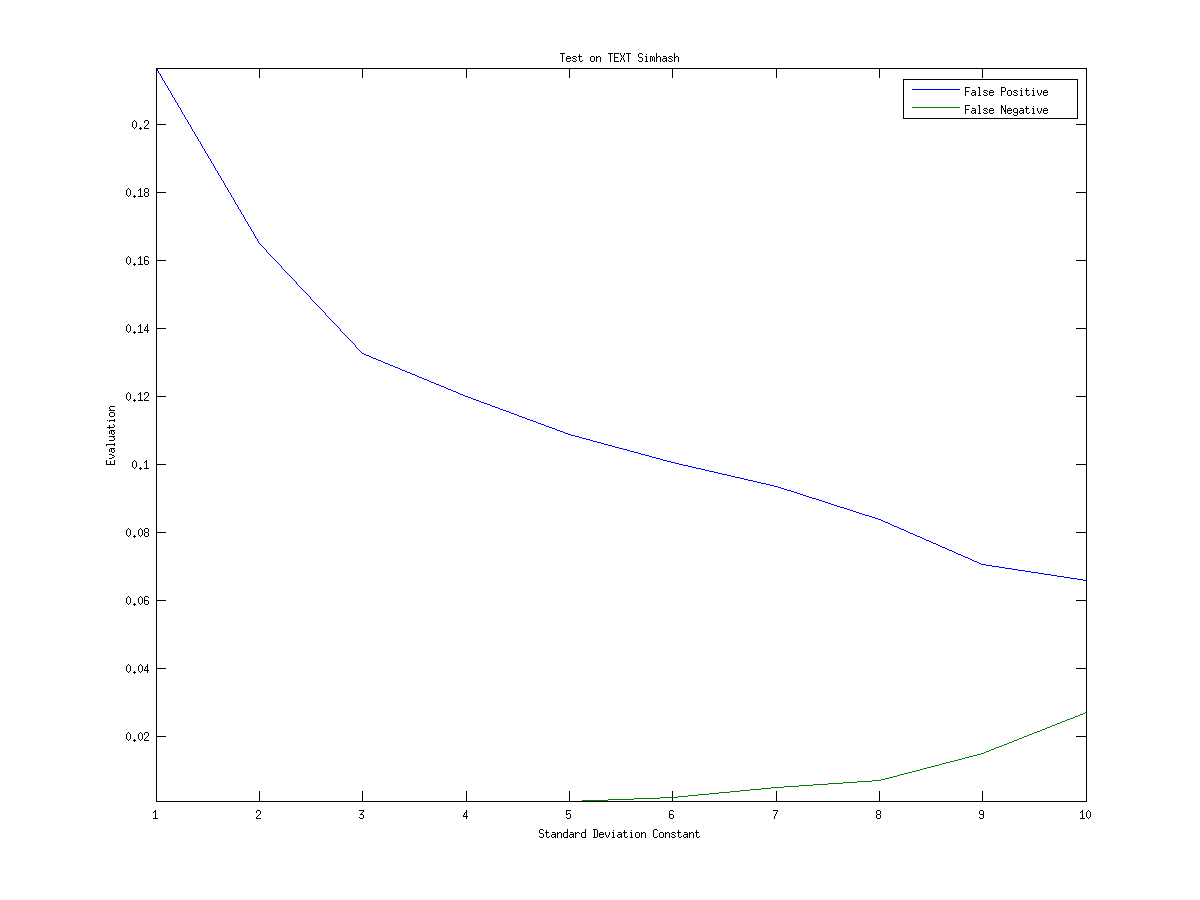 Test on TEXT Simhash
False Positive
False Negative
0.2
0.18
0.16
0.14
0.12
0.1
0.08
0.06
0.04
0.02
Evaluation
1 2 3 4 5 6 7 8 9 10
Standard Deviation Constant